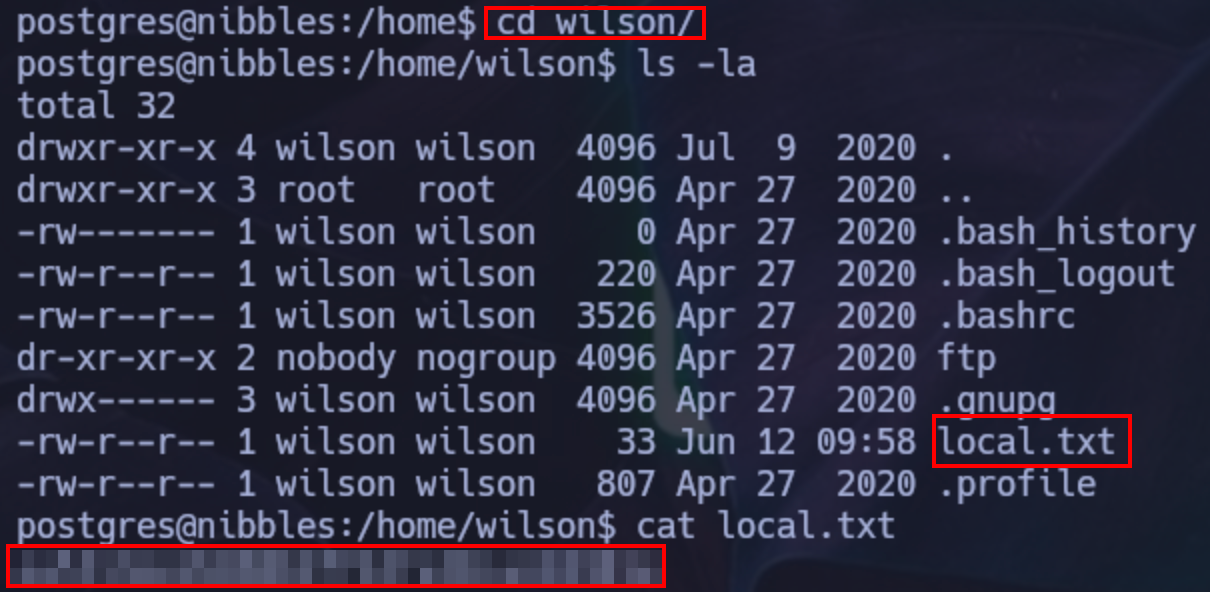 postgres@nibbles:/home$ cd wilson/
postgres@nibbles:/home/wilson$ ls -la
total 32
drwxr-xr-x 4 wilson wilson  4096 Jul  9  2020 .
drwxr-xr-x 3 root   root    4096 Apr 27  2020 ..
-rw------- 1 wilson wilson     0 Apr 27  2020 .bash_history
-rw-r--r-- 1 wilson wilson   220 Apr 27  2020 .bash_logout
-rw-r--r-- 1 wilson wilson  3526 Apr 27  2020 .bashrc
dr-xr-xr-x 2 nobody nogroup 4096 Apr 27  2020 ftp
drwx------ 3 wilson wilson  4096 Apr 27  2020 .gnupg
-rw-r--r-- 1 wilson wilson    33 Jun 12 09:58 local.txt
-rw-r--r-- 1 wilson wilson   807 Apr 27  2020 .profile
postgres@nibbles:/home/wilson$ cat local.txt